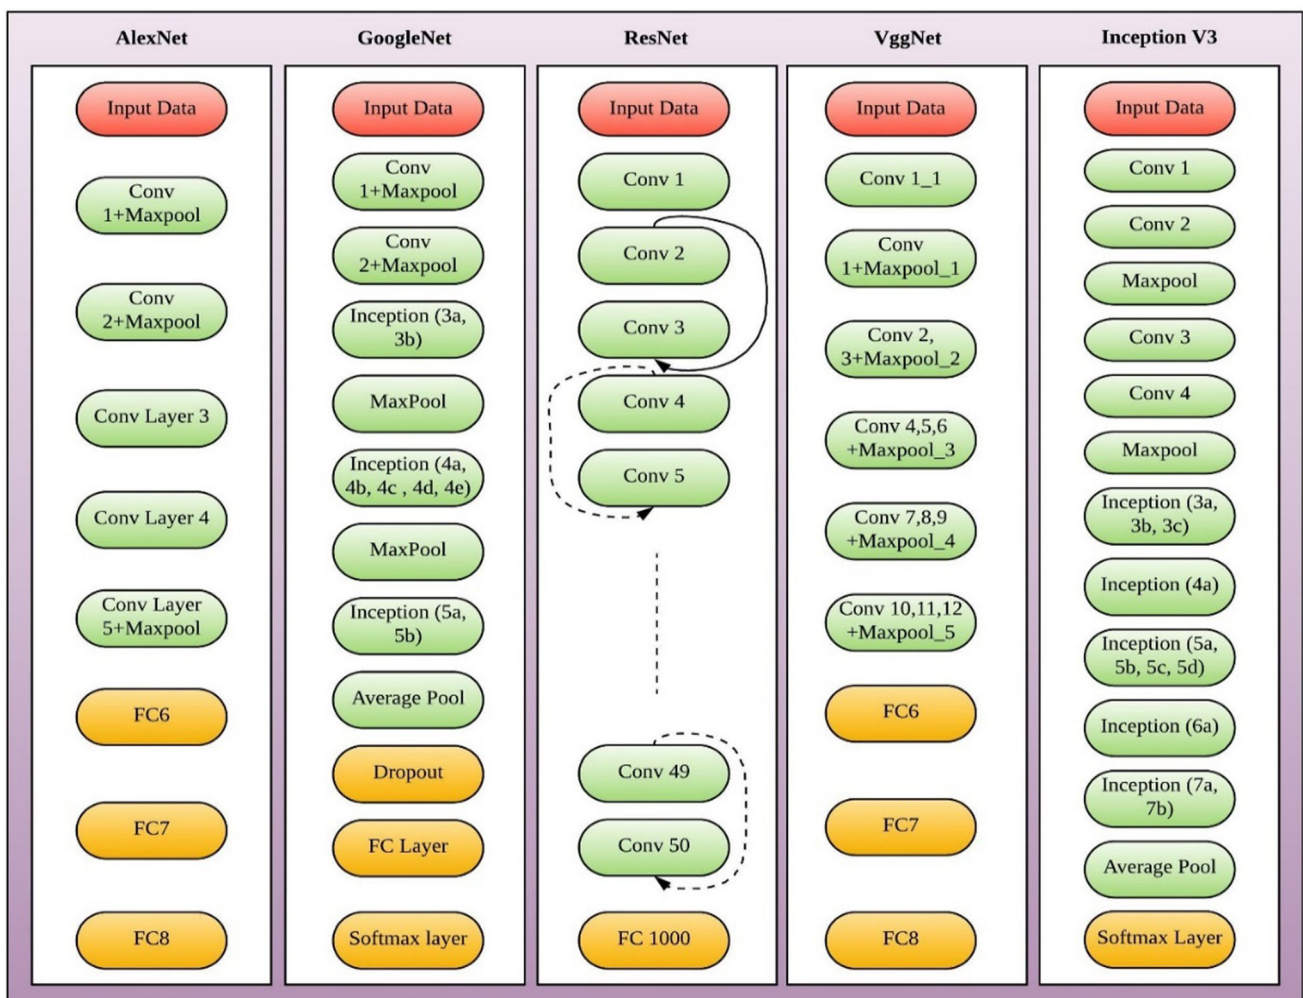 AlexNet
Input Data
Conv
1+Maxpool
Conv
2+Maxpool
Conv Layer 3
Conv Layer 4
Conv Layer
5+Maxpool
FC6
FC7
FC8
GoogleNet
Input Data
Conv
1+Maxpool
Conv
2+Maxpool
Inception (3a,
3b)
MaxPool
Inception (4a,
4b, 4c , 4d, 4e)
MaxPool
Inception (5a,
5b)
Average Pool
Dropout
FC Layer
Softmax layer
ResNet
Input Data
Conv 1
Conv 2
Conv 3
Conv 4
Conv 5
Conv 49
Conv 50
FC 1000
VggNet
Input Data
Conv 1_1
Conv
1+Maxpool_1
Conv 2,
3+Maxpool_2
Conv 4,5,6
+Maxpool_3
Conv 7,8,9
+Maxpool_4
Conv 10,11,12
+Maxpool_5
FC6
FC7
FC8
Inception V3
Input Data
Conv 1
Conv 2
Maxpool
Conv 3
Conv 4
Maxpool
Inception (3a,
3b, 3c)
Inception (4a)
Inception (5a,
5b, 5c, 5d)
Inception (6a)
Inception (7a,
7b)
Average Pool
Softmax Layer